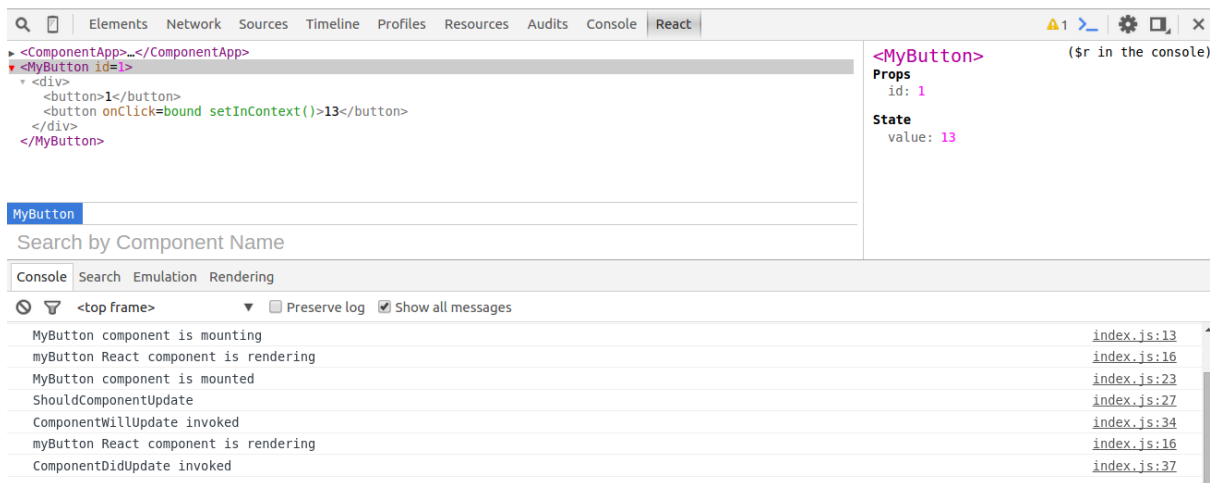 Elements Network Sources Timeline Profiles Resources Audits Console React 1
<ComponentApp>…</ComponentApp>
<MyButton id=1>
<div>
<button>1</button>
<button onClick=bound setInContext()>13</button>
</div>
</MyButton>
MyButton
Search by Component Name
<MyButton> ($r in the console)
Props
id: 1
State
value: 13
Console Search Emulation Rendering
<top frame> Preserve log Show all messages
MyButton component is mounting index.js:13
myButton React component is rendering index.js:16
MyButton component is mounted index.js:23
ShouldComponentUpdate index.js:27
ComponentWillUpdate invoked index.js:34
myButton React component is rendering index.js:16
ComponentDidUpdate invoked index.js:37